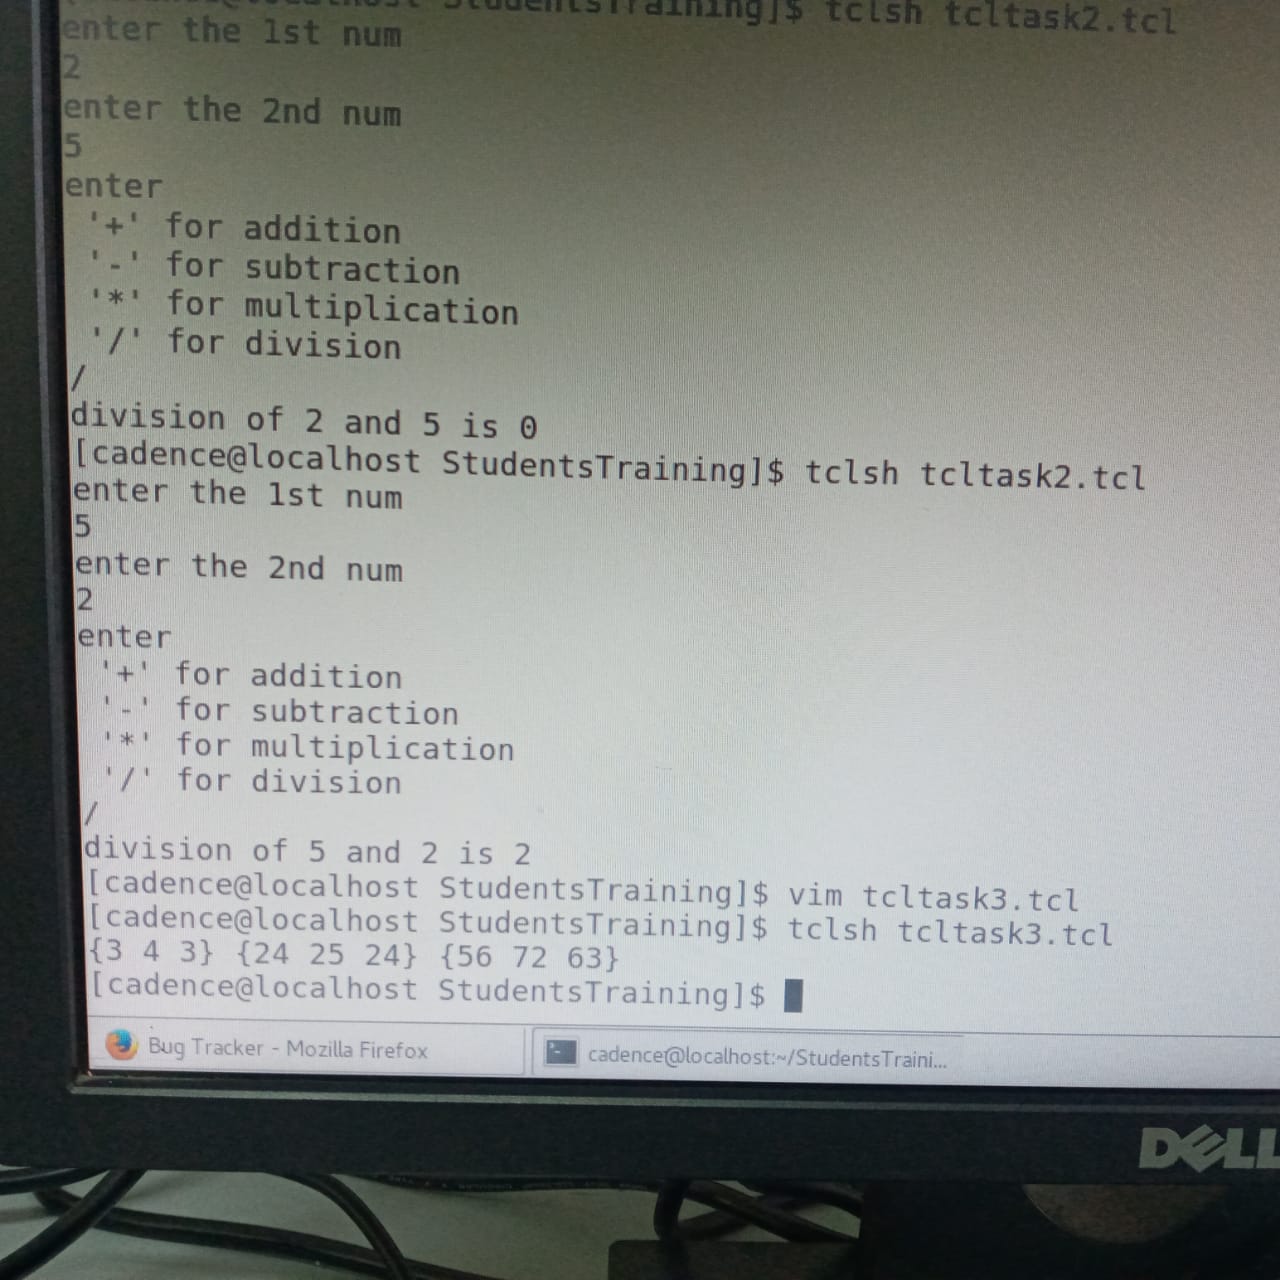 StudentsTraining]$ tclsh tcltask2.tcl
enter the 1st num
2
enter the 2nd num
5
enter
'+' for addition
'-' for subtraction
'*' for multiplication
'/' for division
/
division of 2 and 5 is 0
[cadence@localhost StudentsTraining]$ tclsh tcltask2.tcl
enter the 1st num
5
enter the 2nd num
2
enter
'+' for addition
'-' for subtraction
'*' for multiplication
'/' for division
/
division of 5 and 2 is 2
[cadence@localhost StudentsTraining]$ vim tcltask3.tcl
[cadence@localhost StudentsTraining]$ tclsh tcltask3.tcl
{3 4 3} {24 25 24} {56 72 63}
[cadence@localhost StudentsTraining]$
Bug Tracker - Mozilla Firefox
cadence@localhost:~/StudentsTraini...
DELL